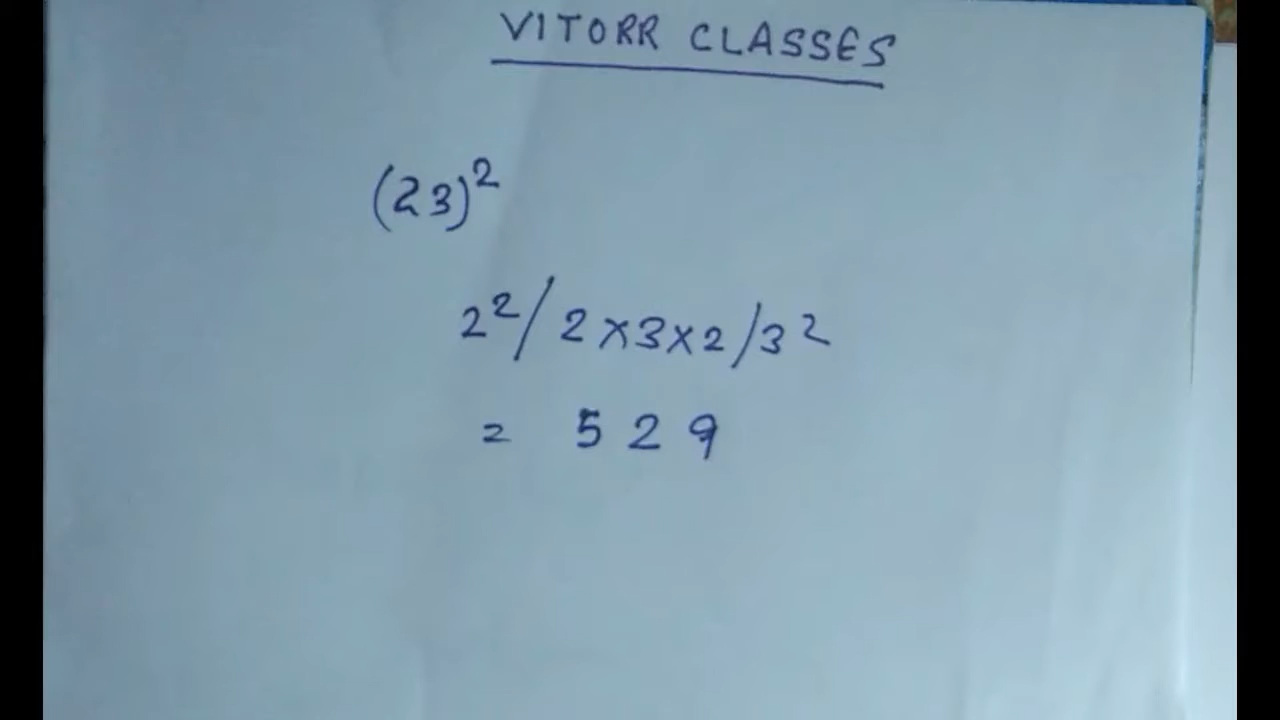 VITORR CLASSES
(23)²
2²/2×3×2/3²
= 529